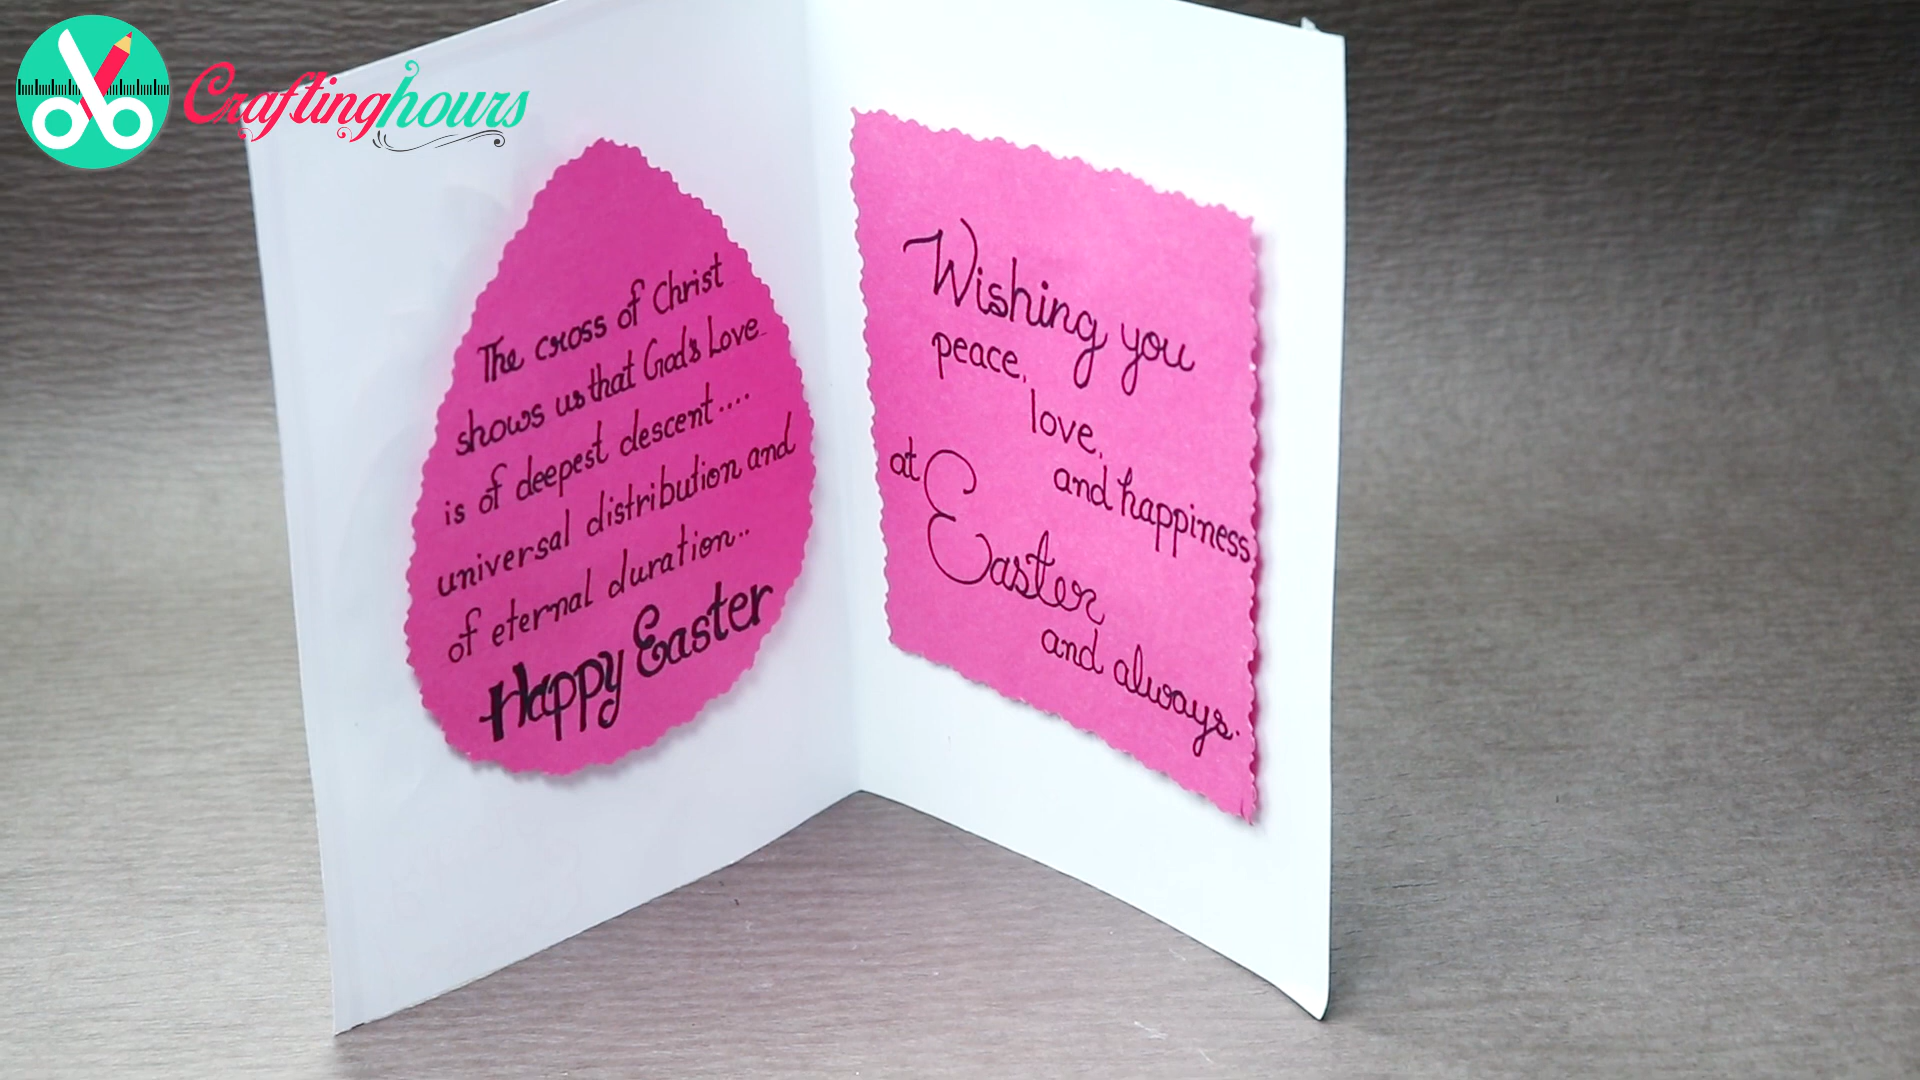 Craftinghours
The cross of Christ
shows us that God's Love
is of deepest descent....
universal distribution and
of eternal duration..
Happy Easter
Wishing you
peace,
love,
and happiness
at Easter
and always.